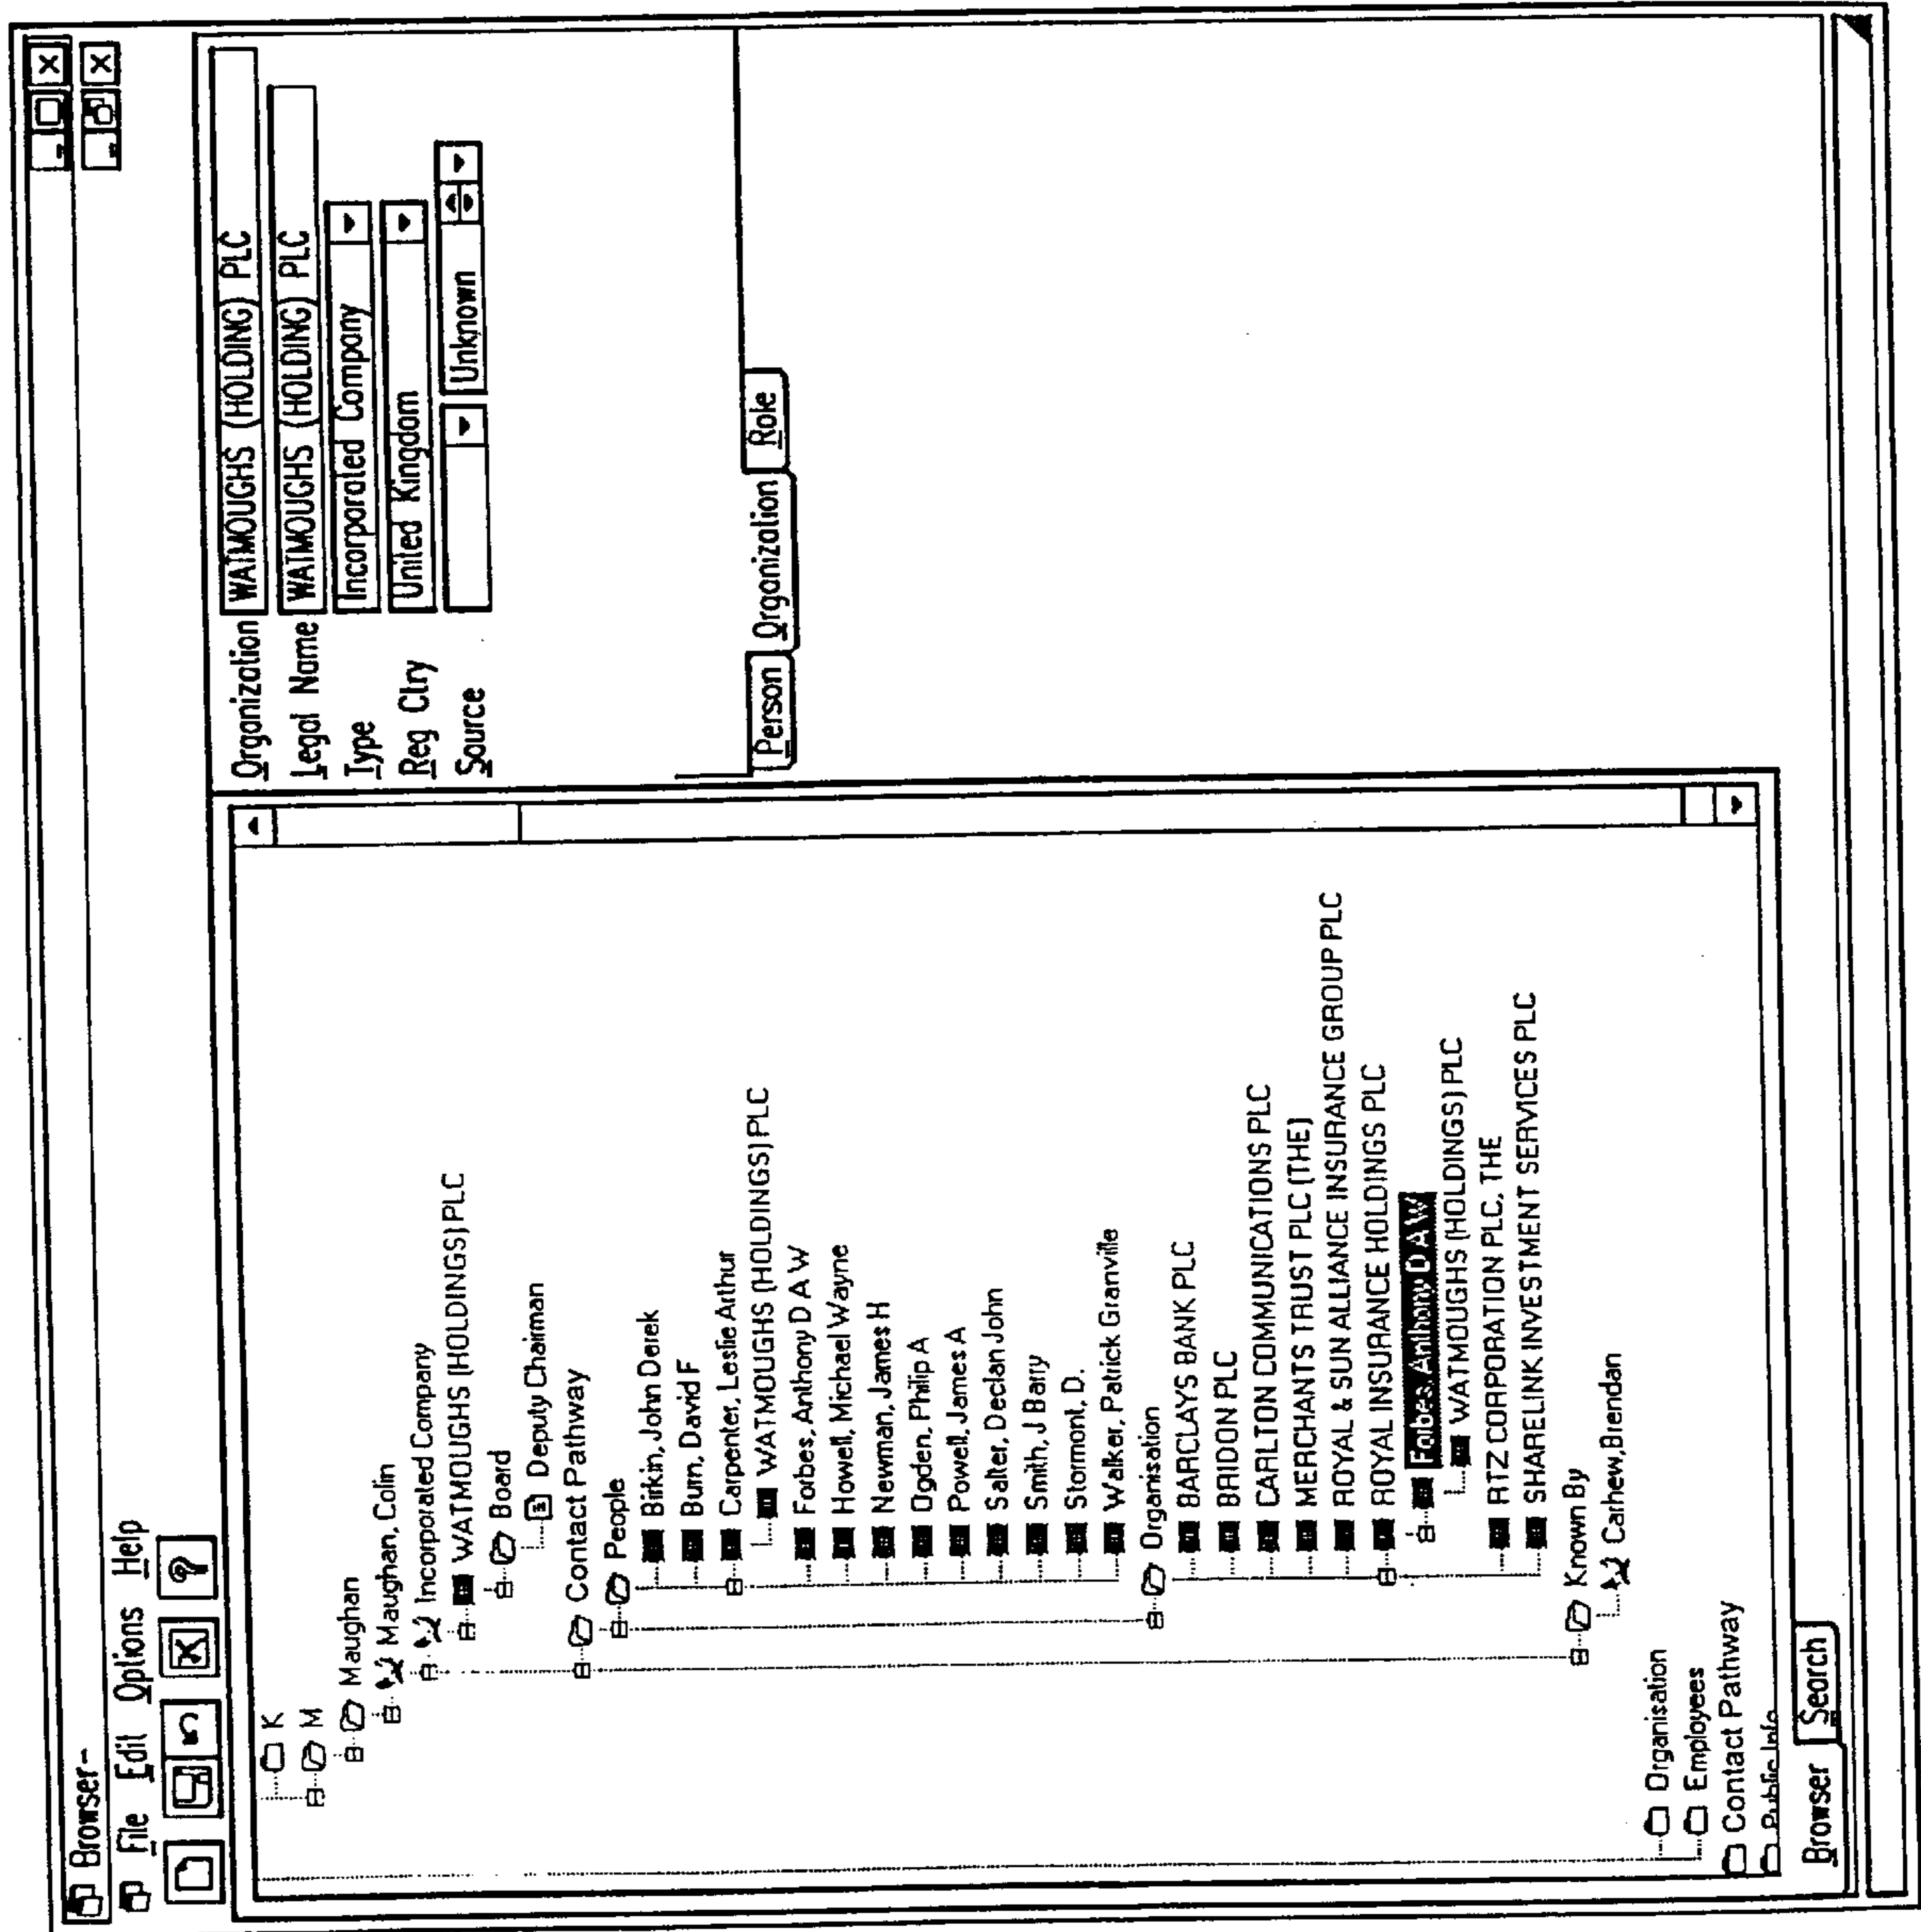 Browser-
File Edit Options Help
K
M
Maughan
Maughan, Colin
Incorporated Company
WATMOUGHS (HOLDINGS) PLC
Board
Deputy Chairman
Contact Pathway
People
Birkin, John Derek
Burn, David F
Carpenter, Leslie Arthur
WATMOUGHS (HOLDINGS) PLC
Forbes, Anthony D A W
Howell, Michael Wayne
Newman, James H
Ogden, Philip A
Powell, James A
Salter, Declan John
Smith, J Barry
Stormont, D.
Walker, Patrick Granville
Organisation
BARCLAYS BANK PLC
BRIDON PLC
CARLTON COMMUNICATIONS PLC
MERCHANTS TRUST PLC (THE)
ROYAL & SUN ALLIANCE INSURANCE GROUP PLC
ROYAL INSURANCE HOLDINGS PLC
Forbes, Anthony D A W
WATMOUGHS (HOLDINGS) PLC
RTZ CORPORATION PLC, THE
SHARELINK INVESTMENT SERVICES PLC
Known By
Carhew, Brendan
Organisation
Employees
Contact Pathway
Public Info
Browser Search
Organization WATMOUGHS (HOLDING) PLC
Legal Name WATMOUGHS (HOLDING) PLC
Type Incorporated Company
Reg Ctry United Kingdom
Source Unknown
Person Organization Role